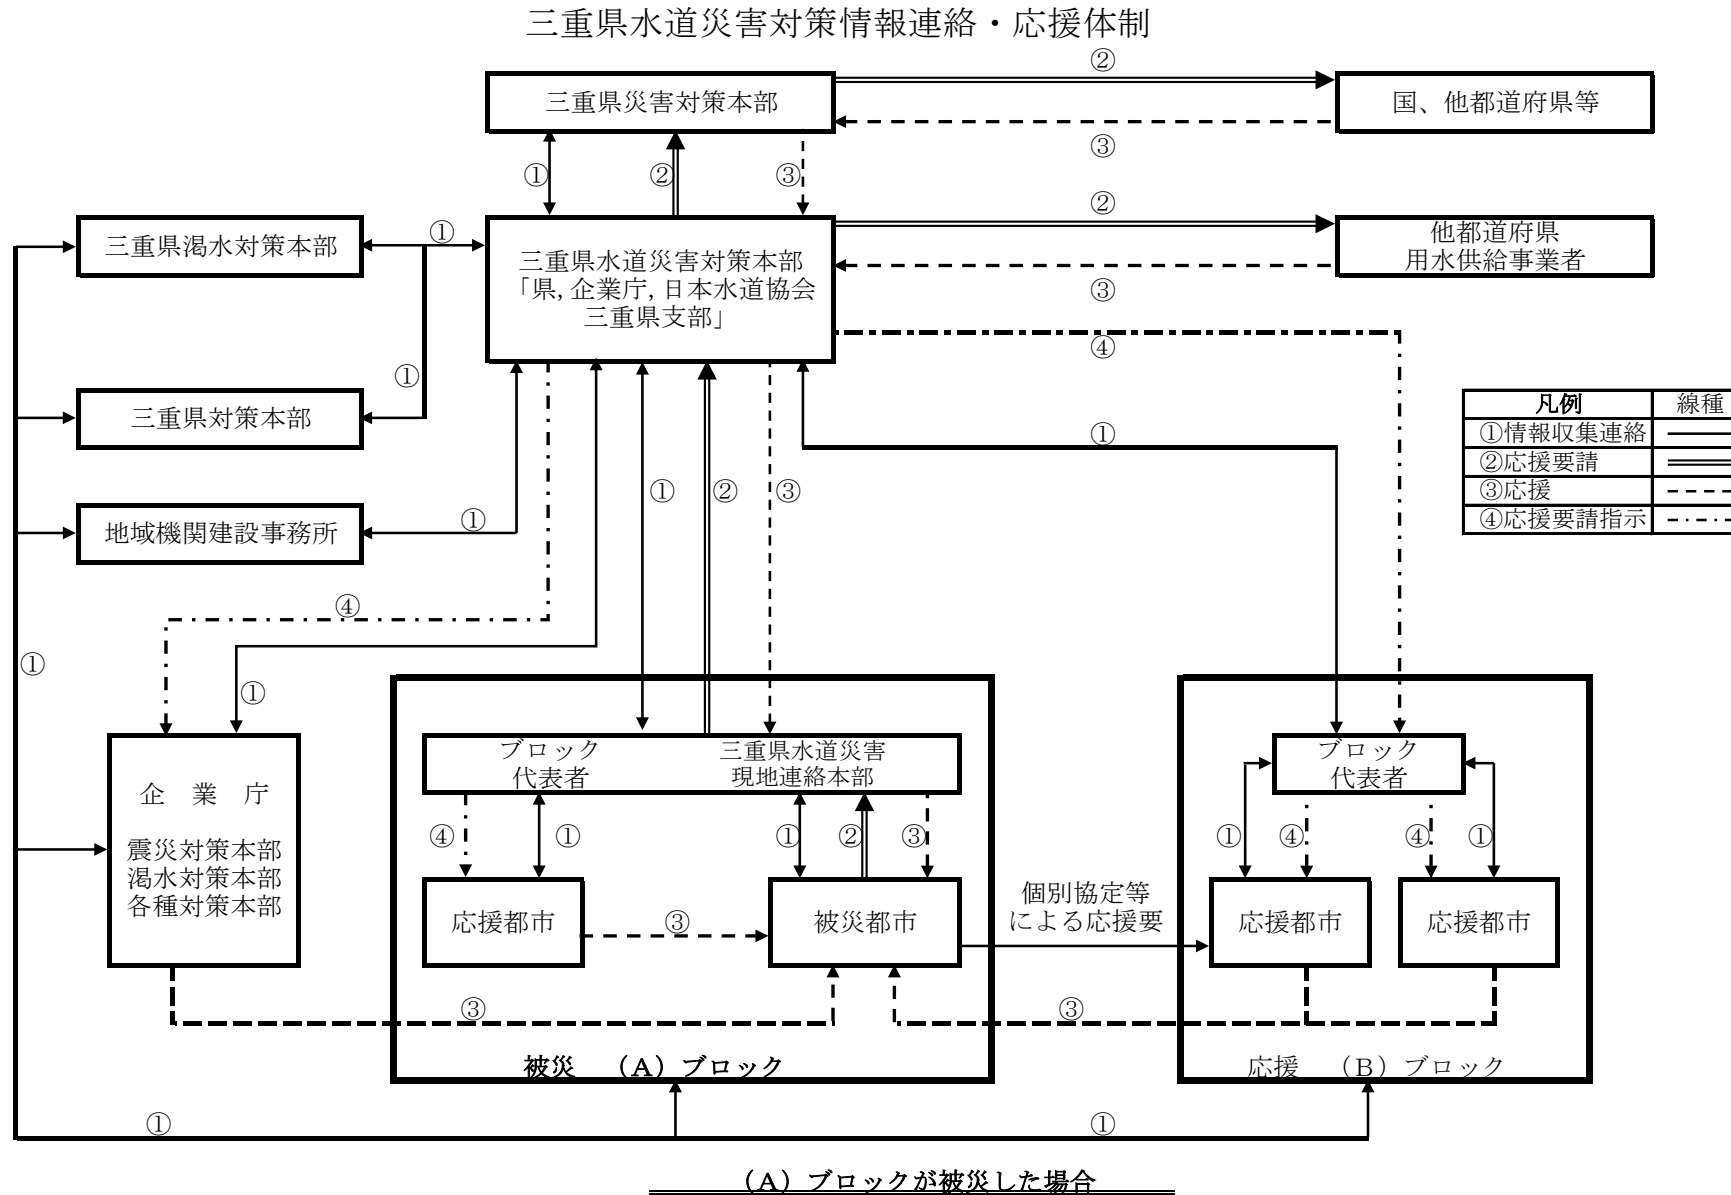 三重県水道災害対策情報連絡・応援体制
②
三重県災害対策本部
国、他都道府県等
③
①
②
③
②
三重県渇水対策本部
①
三重県水道災害対策本部
「県,企業庁,日本水道協会
三重県支部」
他都道府県
用水供給事業者
③
④
①
三重県対策本部
①
凡例
線種
①情報収集連絡
②応援要請
③応援
④応援要請指示
地域機関建設事務所
①
①
②
③
④
①
①
企 業 庁
震災対策本部
渇水対策本部
各種対策本部
ブロック
代表者
三重県水道災害
現地連絡本部
ブロック
代表者
④
①
①
②
③
①
④
④
①
応援都市
③
被災都市
個別協定等
による応援要
応援都市
応援都市
③
③
被災 (A)ブロック
応援 (B)ブロック
①
①
(A)ブロックが被災した場合